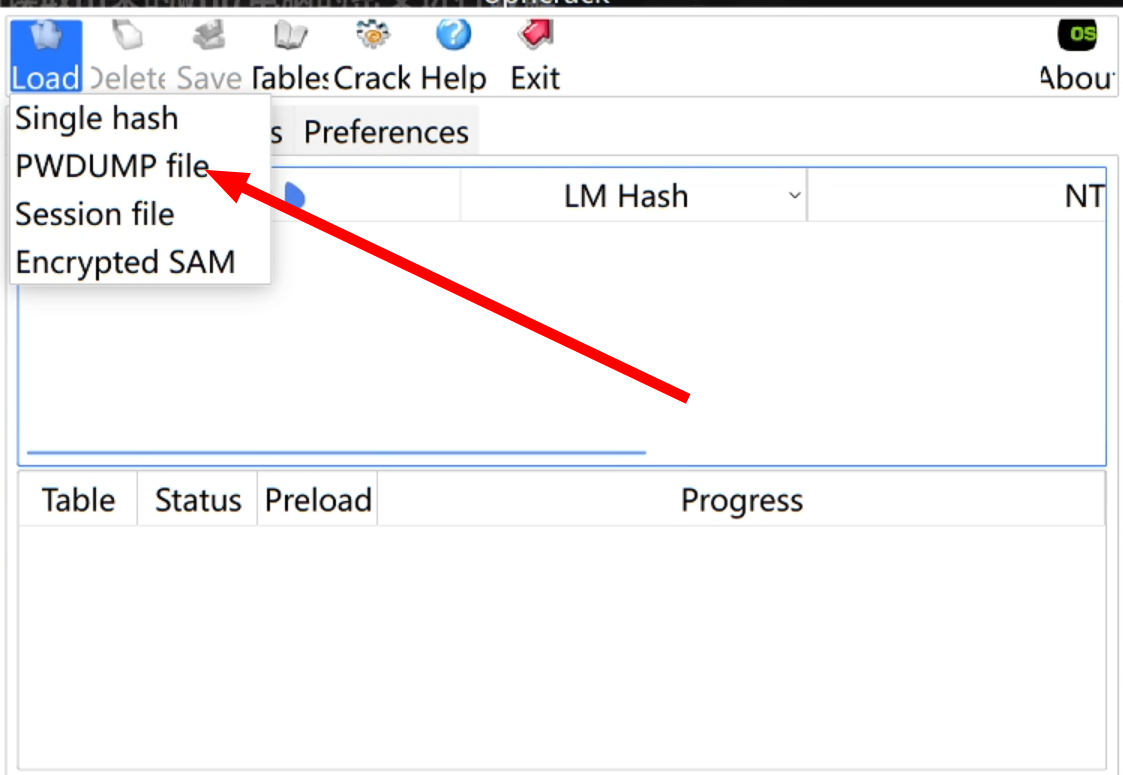 Load Delete Save Tables Crack Help Exit About
OS
Single hash
PWDUMP file
Session file
Encrypted SAM
Preferences
LM Hash NT
Table Status Preload Progress